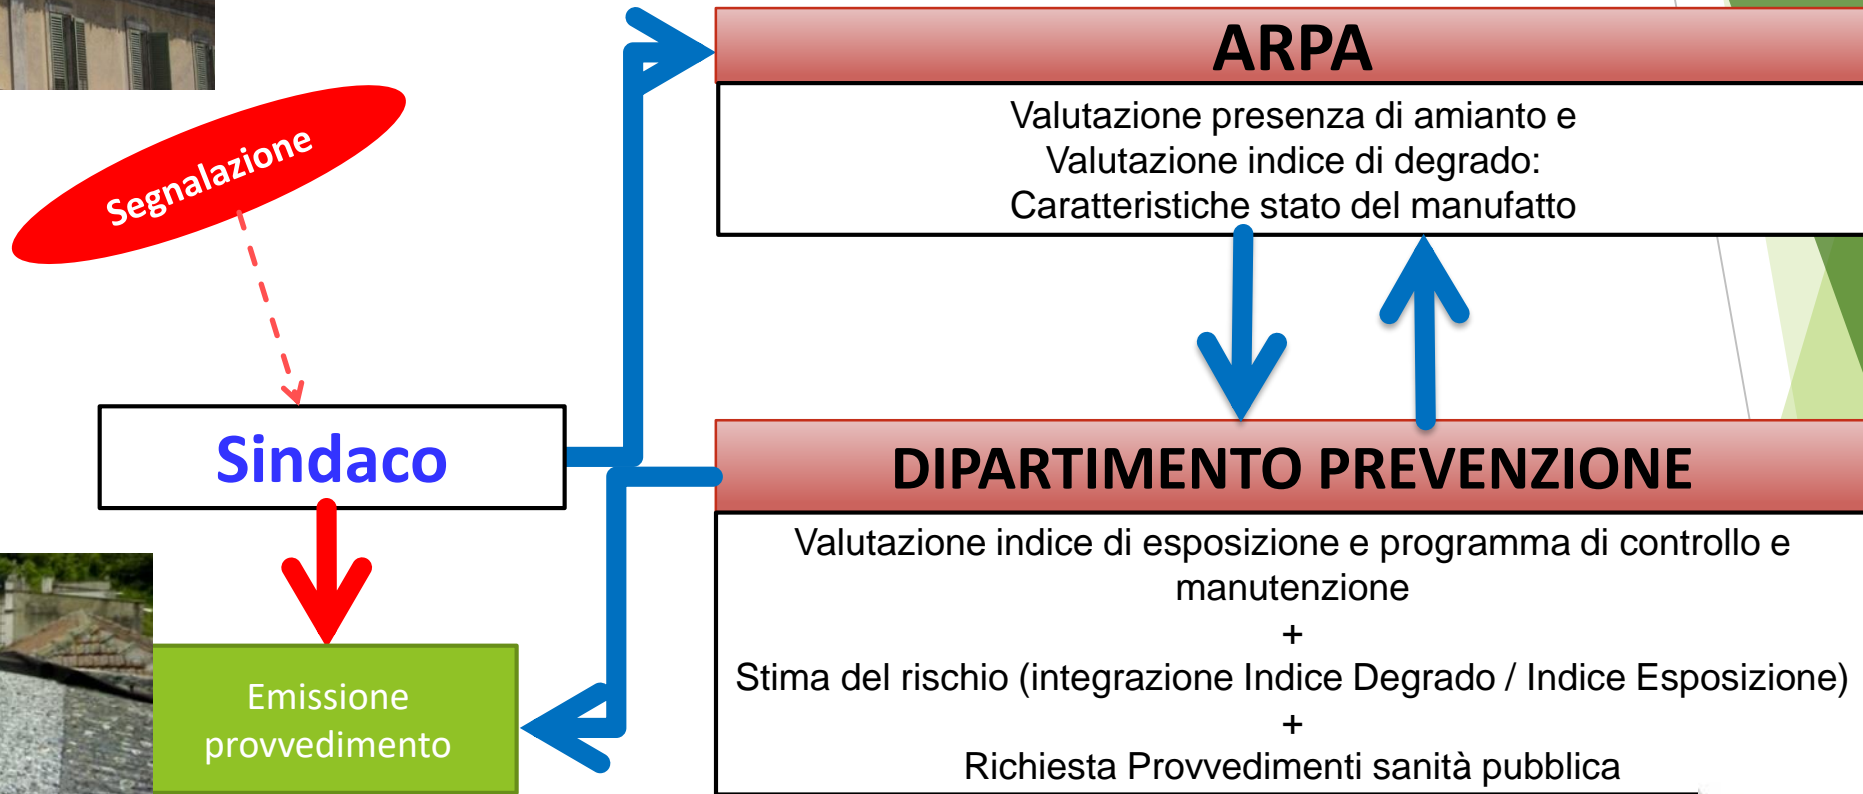 ARPA
Valutazione presenza di amianto e
Valutazione indice di degrado:
Caratteristiche stato del manufatto
Segnalazione
Sindaco
DIPARTIMENTO PREVENZIONE
Valutazione indice di esposizione e programma di controllo e
manutenzione
+
Stima del rischio (integrazione Indice Degrado / Indice Esposizione)
+
Richiesta Provvedimenti sanità pubblica
Emissione
provvedimento